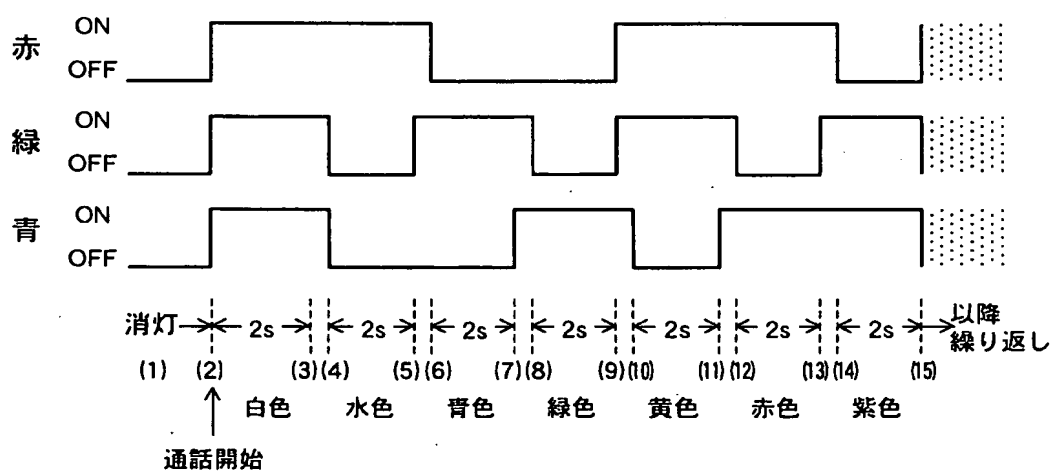 赤 ON
OFF
緑 ON
OFF
青 ON
OFF
消灯 2s 2s 2s 2s 2s 2s 2s 以降
繰り返し
(1) (2) (3) (4) (5) (6) (7) (8) (9) (10) (11) (12) (13) (14) (15)
白色 水色 青色 緑色 黄色 赤色 紫色
通話開始